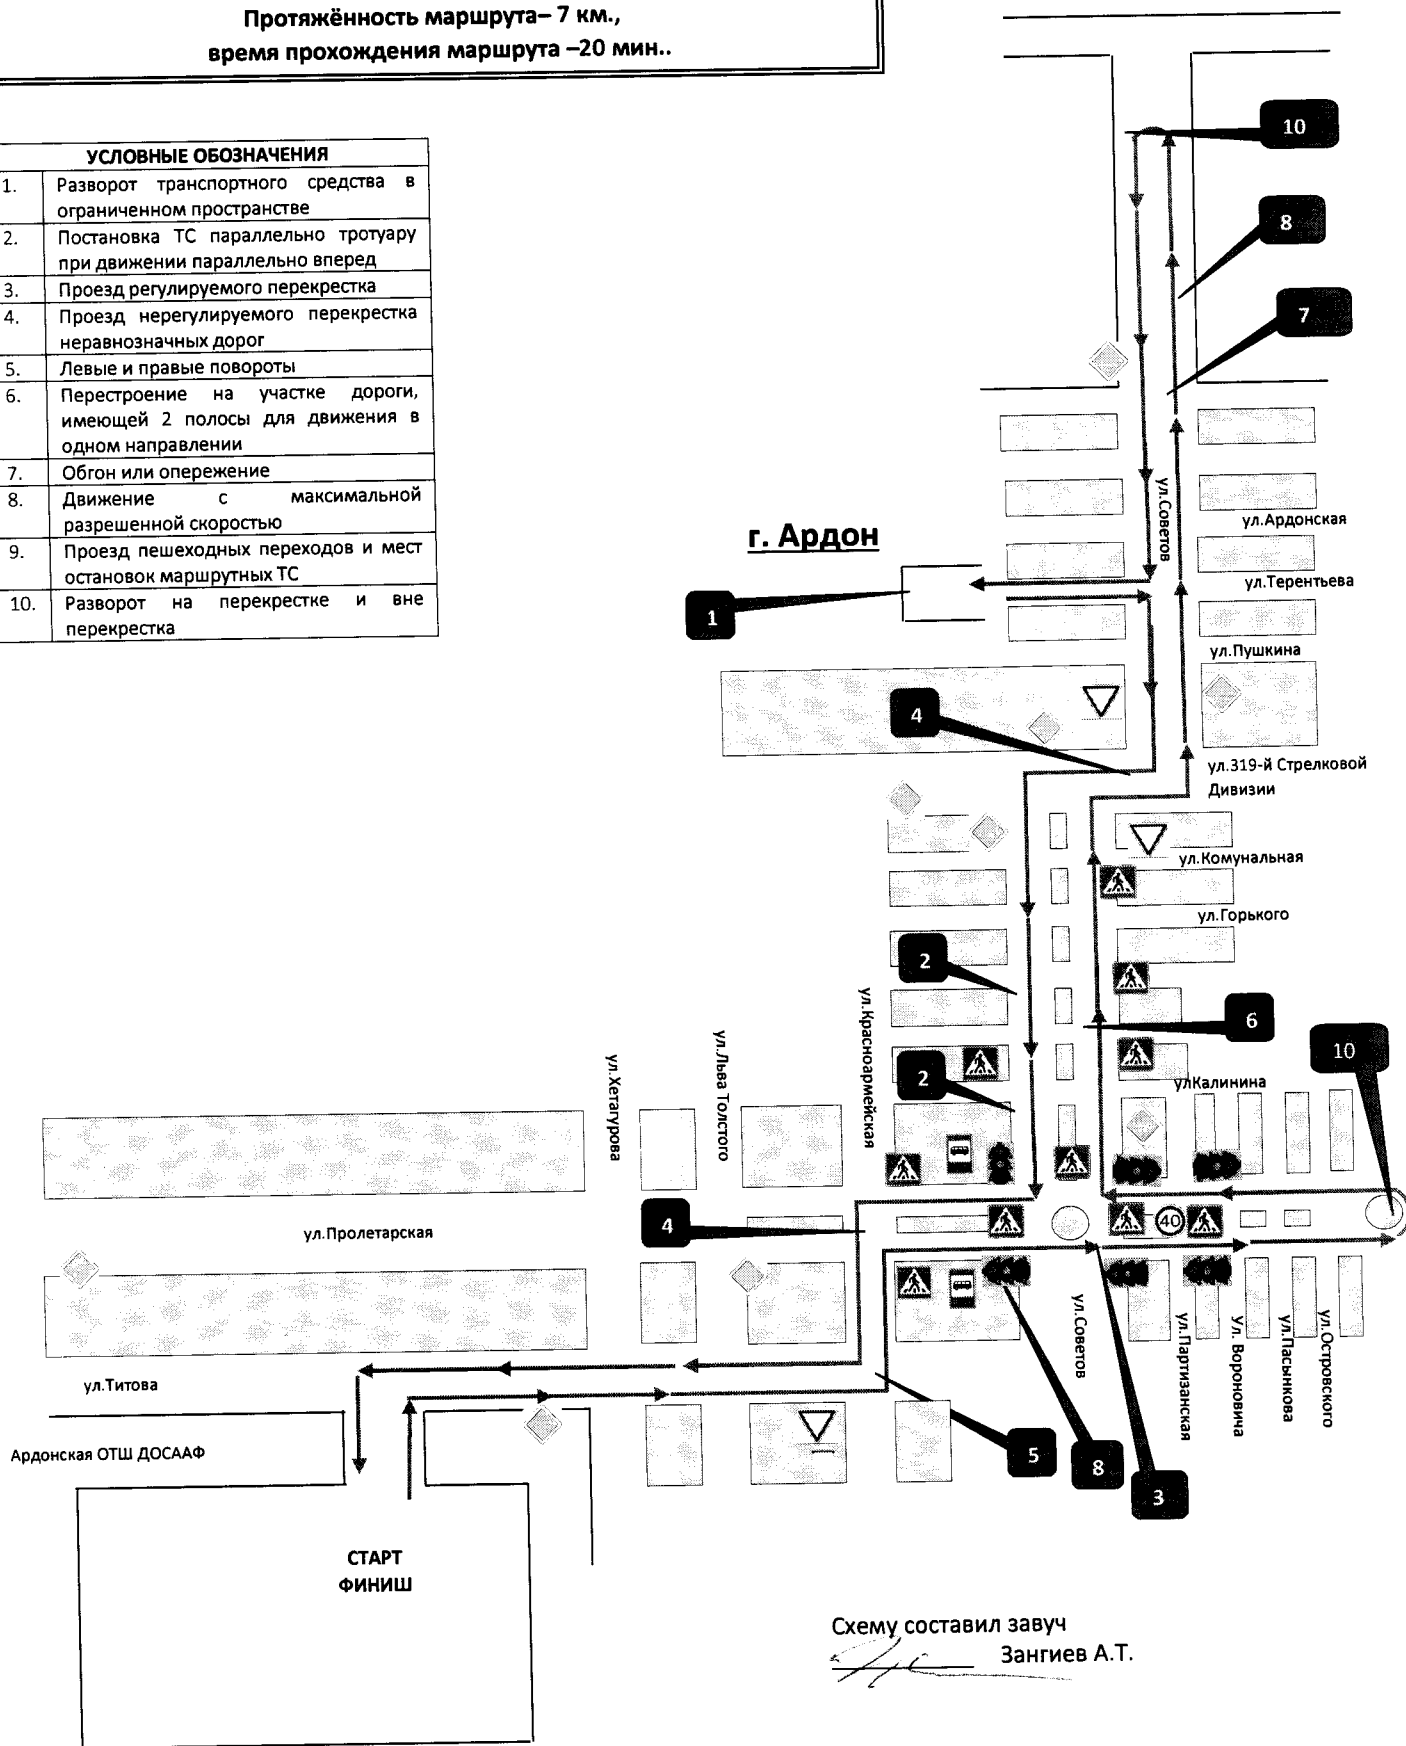 Протяжённость маршрута– 7 км.,
время прохождения маршрута –20 мин..
УСЛОВНЫЕ ОБОЗНАЧЕНИЯ
1. Разворот транспортного средства в
ограниченном пространстве
2. Постановка ТС параллельно тротуару
при движении параллельно вперед
3. Проезд регулируемого перекрестка
4. Проезд нерегулируемого перекрестка
неравнозначных дорог
5. Левые и правые повороты
6. Перестроение на участке дороги,
имеющей 2 полосы для движения в
одном направлении
7. Обгон или опережение
8. Движение с максимальной
разрешенной скоростью
9. Проезд пешеходных переходов и мест
остановок маршрутных ТС
10. Разворот на перекрестке и вне
перекрестка
10
8
7
ул.Советов
ул.Ардонская
г. Ардон
ул.Терентьева
1
ул.Пушкина
4
ул.319-й Стрелковой
Дивизии
ул.Комунальная
ул.Горького
2
ул.Красноармейская
6
ул.Льва Толстого
ул.Хетагурова
10
2
улКалинина
4
40
ул.Пролетарская
ул.Советов
ул.Партизанская
Ул. Вороновича
ул.Пасынкова
ул.Островского
ул.Титова
Ардонская ОТШ ДОСААФ
5
8
3
СТАРТ
ФИНИШ
Схему составил завуч
Зангиев А.Т.